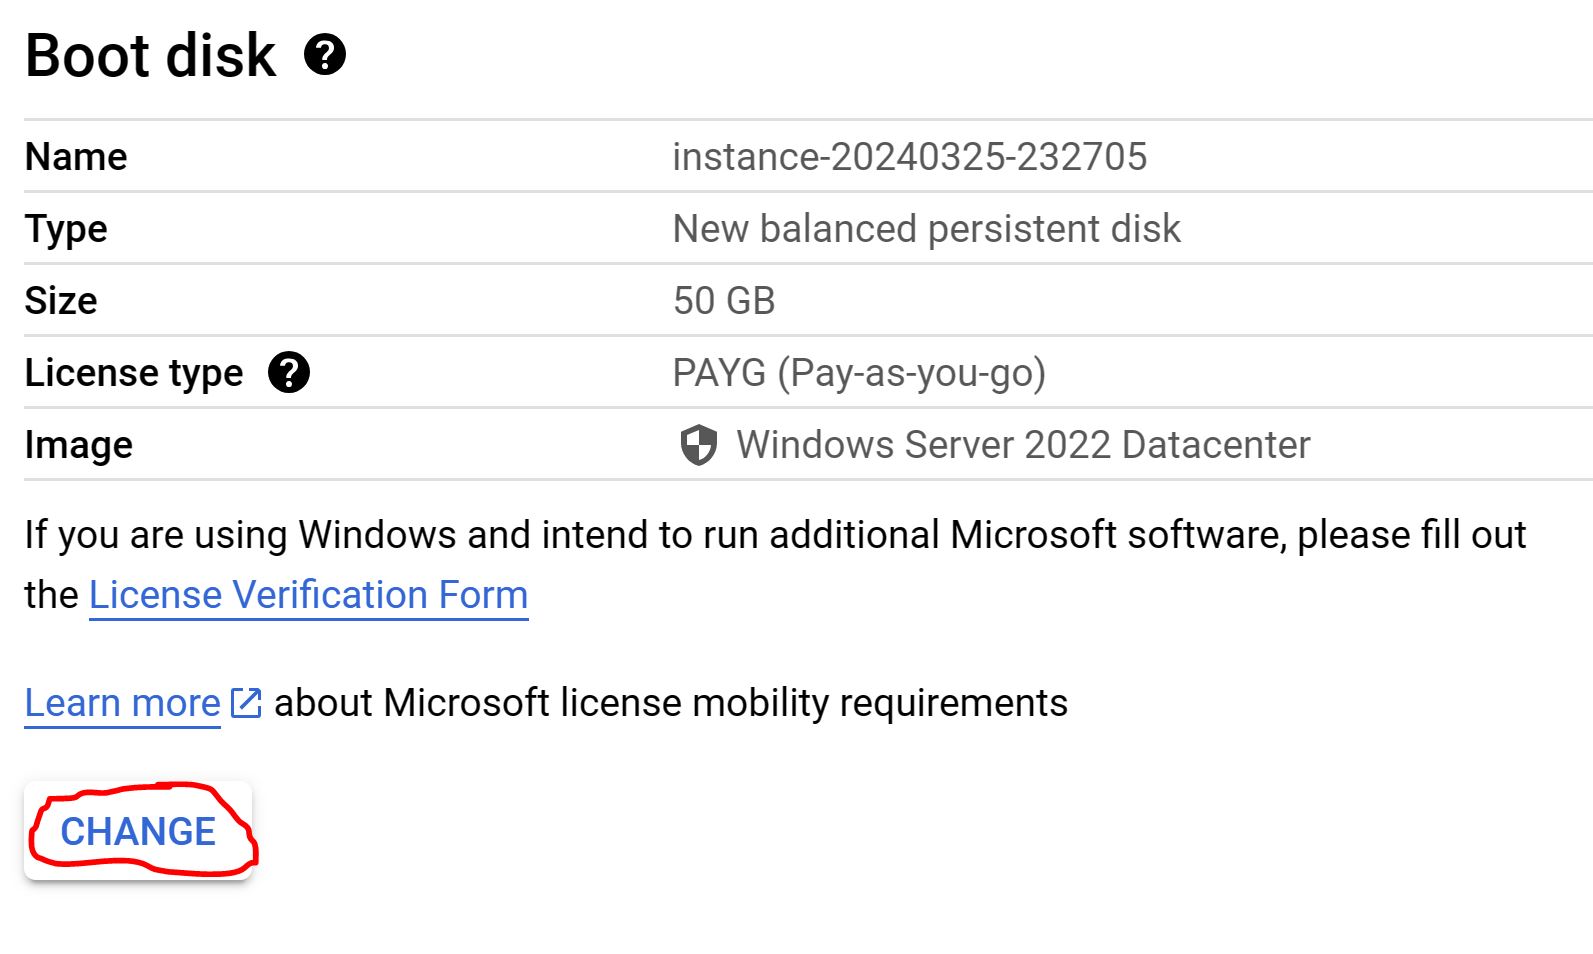 Boot disk
Name instance-20240325-232705
Type New balanced persistent disk
Size 50 GB
License type PAYG (Pay-as-you-go)
Image Windows Server 2022 Datacenter
If you are using Windows and intend to run additional Microsoft software, please fill out
the License Verification Form
Learn more about Microsoft license mobility requirements
CHANGE